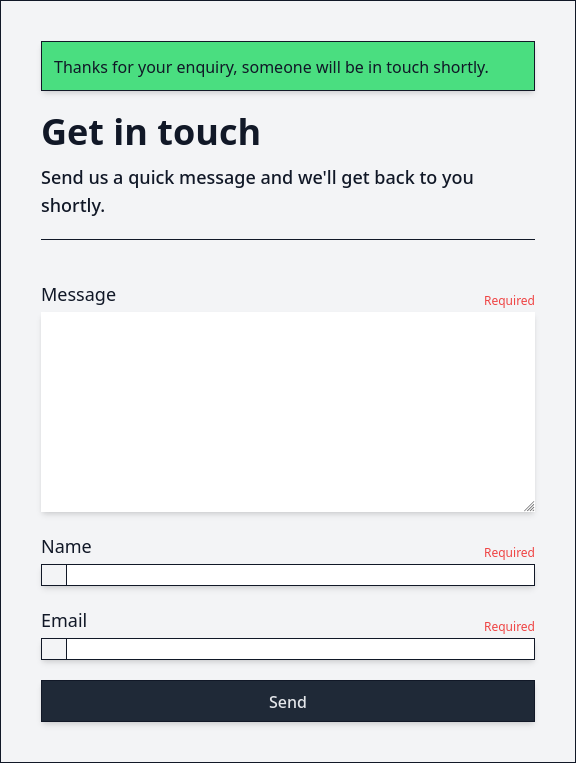 Thanks for your enquiry, someone will be in touch shortly.
Get in touch
Send us a quick message and we'll get back to you
shortly.
Message
Required
Name
Required
Email
Required
Send